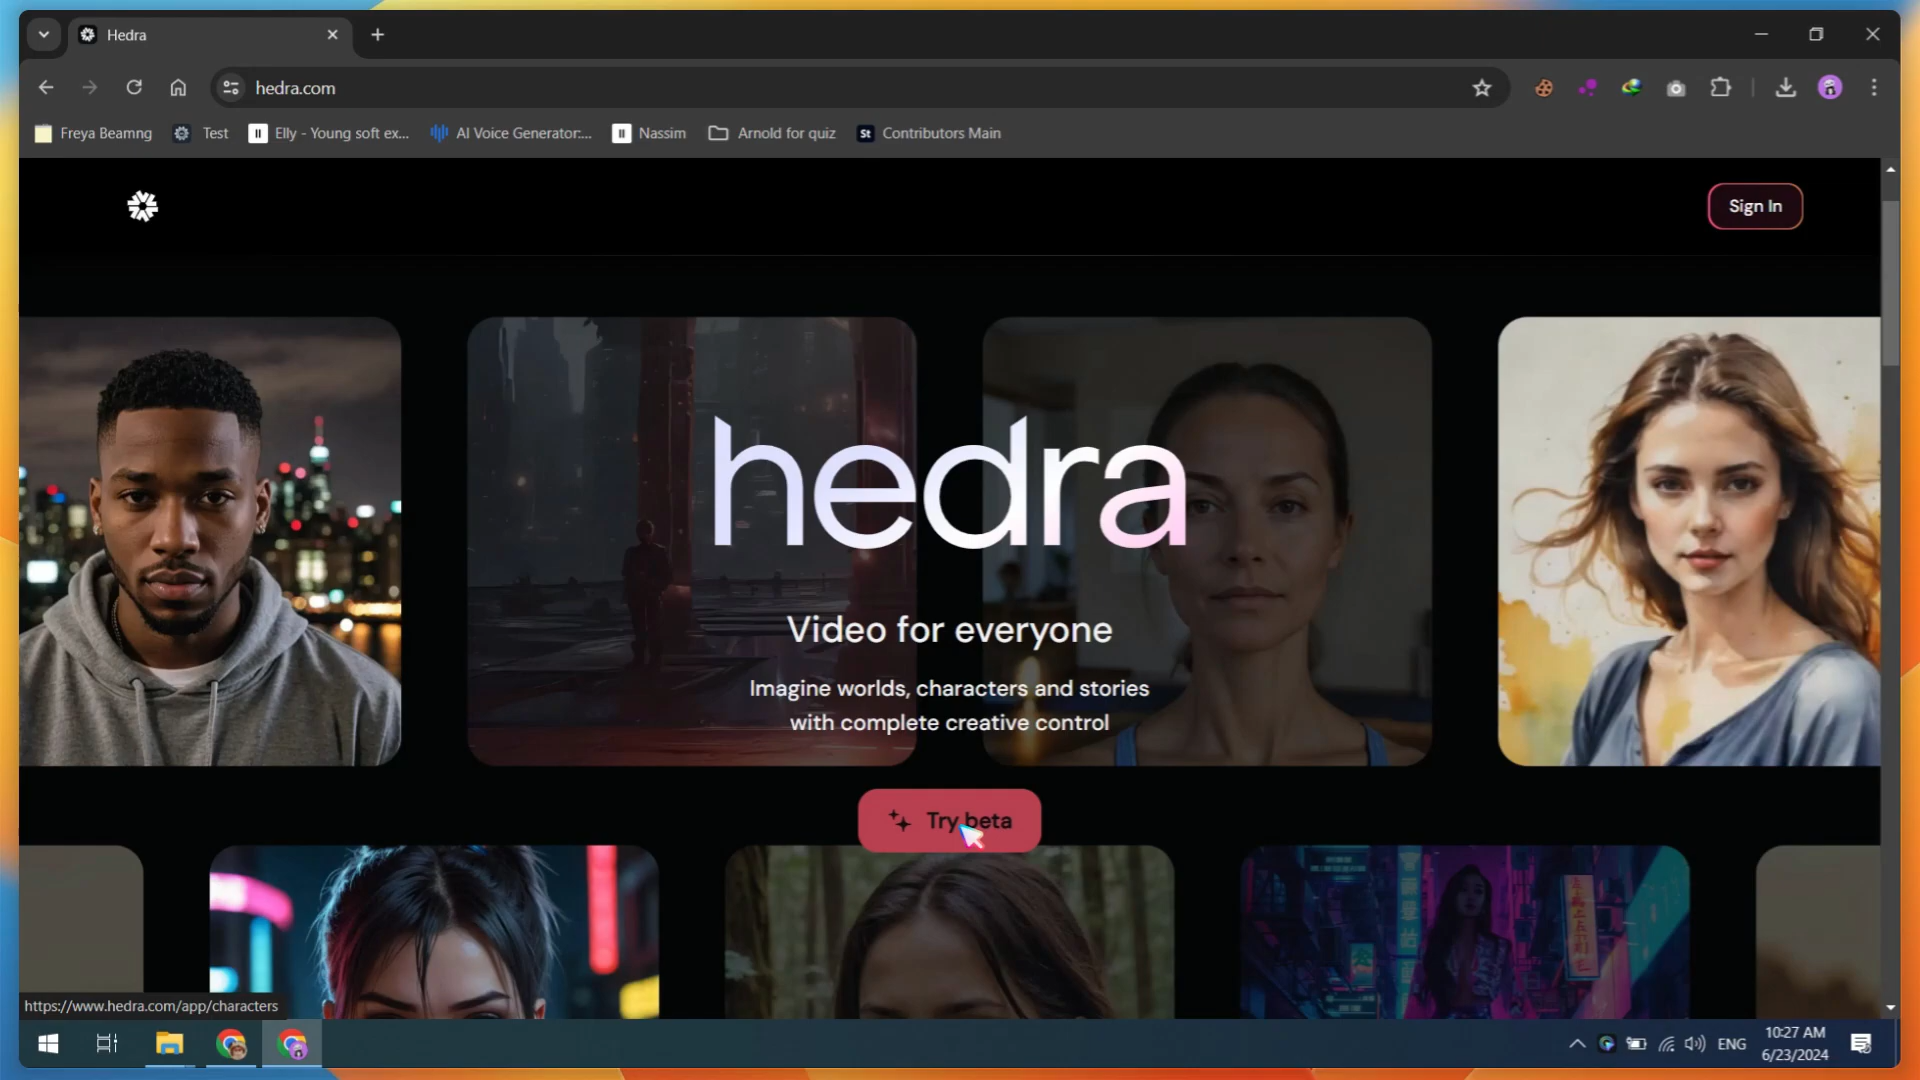 Hedra
hedra.com
Freya Beamng
Test
Elly - Young soft ex...
AI Voice Generator:...
Nassim
Arnold for quiz
St
Contributors Main
Sign In
hedra
Video for everyone
Imagine worlds, characters and stories
with complete creative control
Try beta
https://www.hedra.com/app/characters
ENG
10:27 AM
6/23/2024